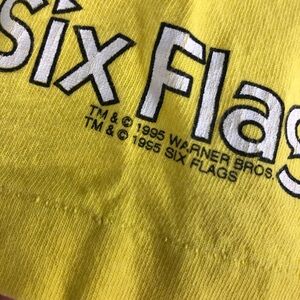 Six Flag
TM & © 1995 WARNER BROS.
TM & © 1995 SIX FLAGS